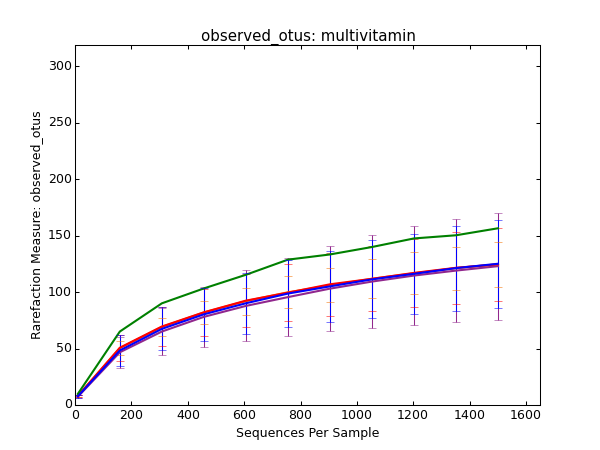 observed_otus: multivitamin
Rarefaction Measure: observed_otus
300
250
200
150
100
50
0
0 200 400 600 800 1000 1200 1400 1600
Sequences Per Sample